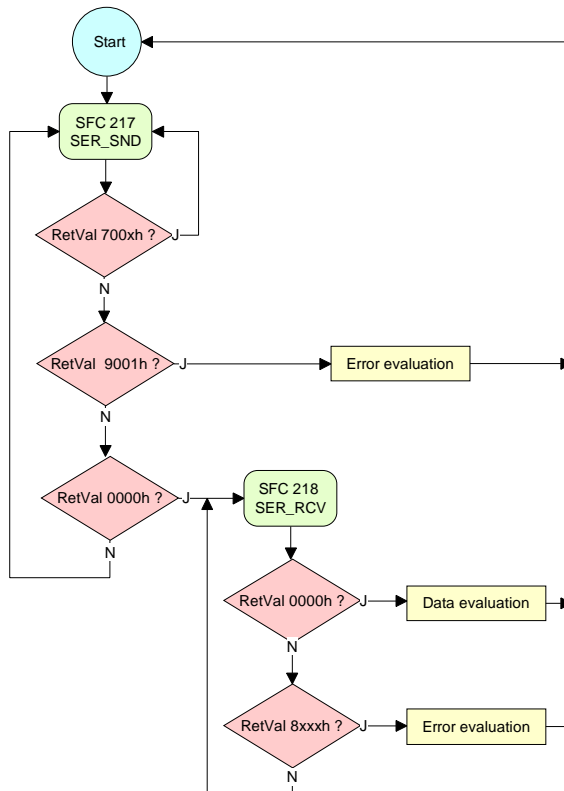 Start
SFC 217
SER_SND
RetVal 700xh ?
J
N
RetVal 9001h ?
J
Error evaluation
N
RetVal 0000h ?
J
SFC 218
SER_RCV
N
RetVal 0000h ?
J
Data evaluation
N
RetVal 8xxxh ?
J
Error evaluation
N